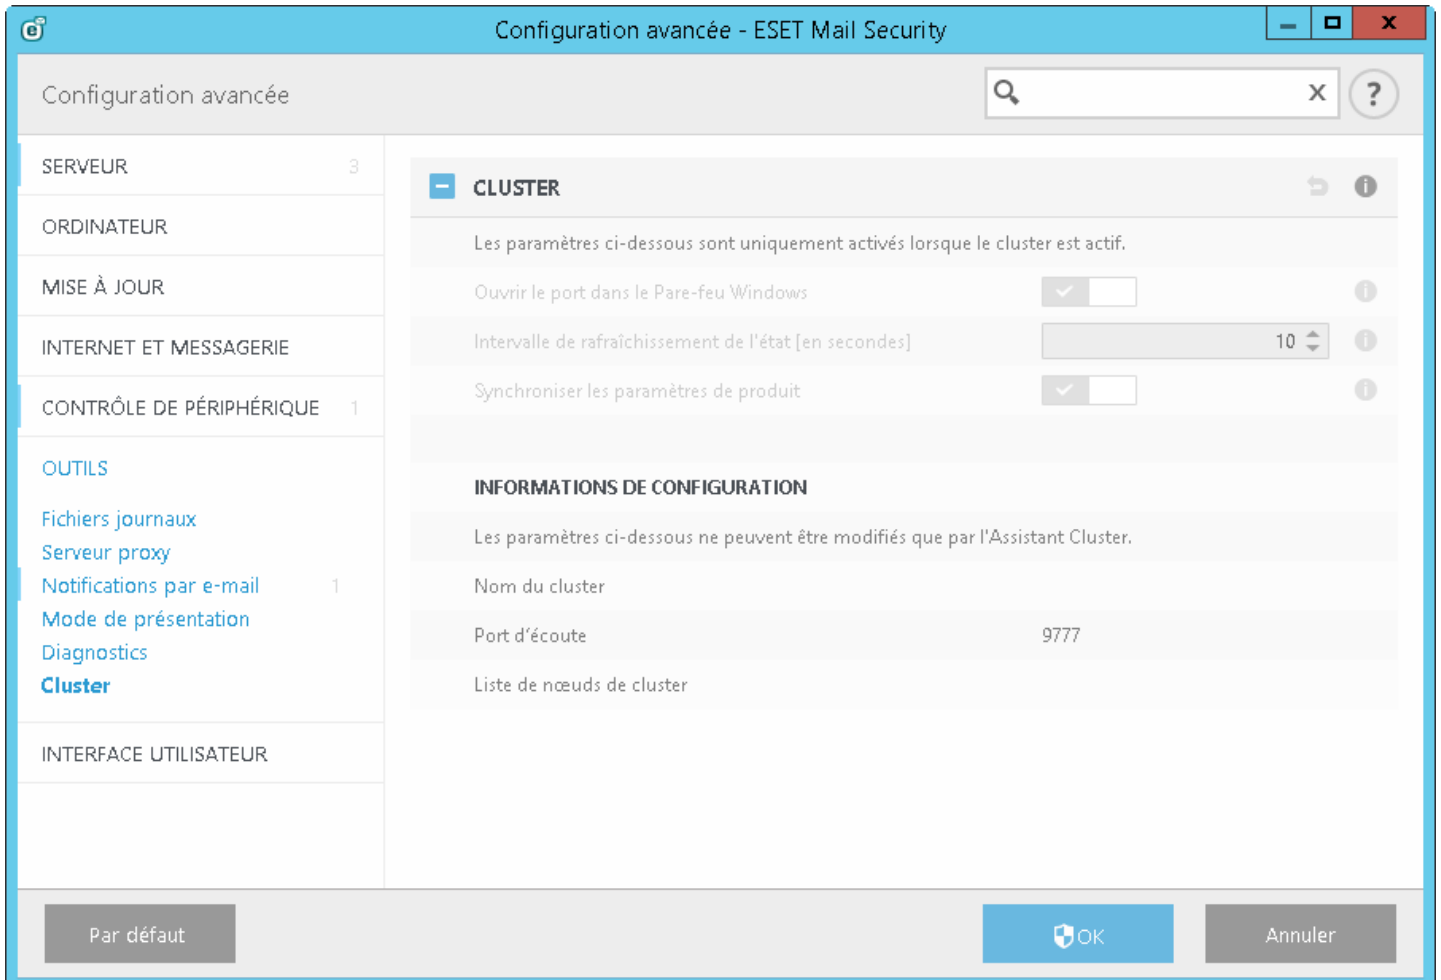 Configuration avancée - ESET Mail Security
Configuration avancée
SERVEUR 3
ORDINATEUR
MISE À JOUR
INTERNET ET MESSAGERIE
CONTRÔLE DE PÉRIPHÉRIQUE 1
OUTILS
Fichiers journaux
Serveur proxy
Notifications par e-mail 1
Mode de présentation
Diagnostics
Cluster
INTERFACE UTILISATEUR
CLUSTER
Les paramètres ci-dessous sont uniquement activés lorsque le cluster est actif.
Ouvrir le port dans le Pare-feu Windows
Intervalle de rafraîchissement de l'état [en secondes] 10
Synchroniser les paramètres de produit
INFORMATIONS DE CONFIGURATION
Les paramètres ci-dessous ne peuvent être modifiés que par l'Assistant Cluster.
Nom du cluster
Port d'écoute 9777
Liste de nœuds de cluster
Par défaut
OK
Annuler